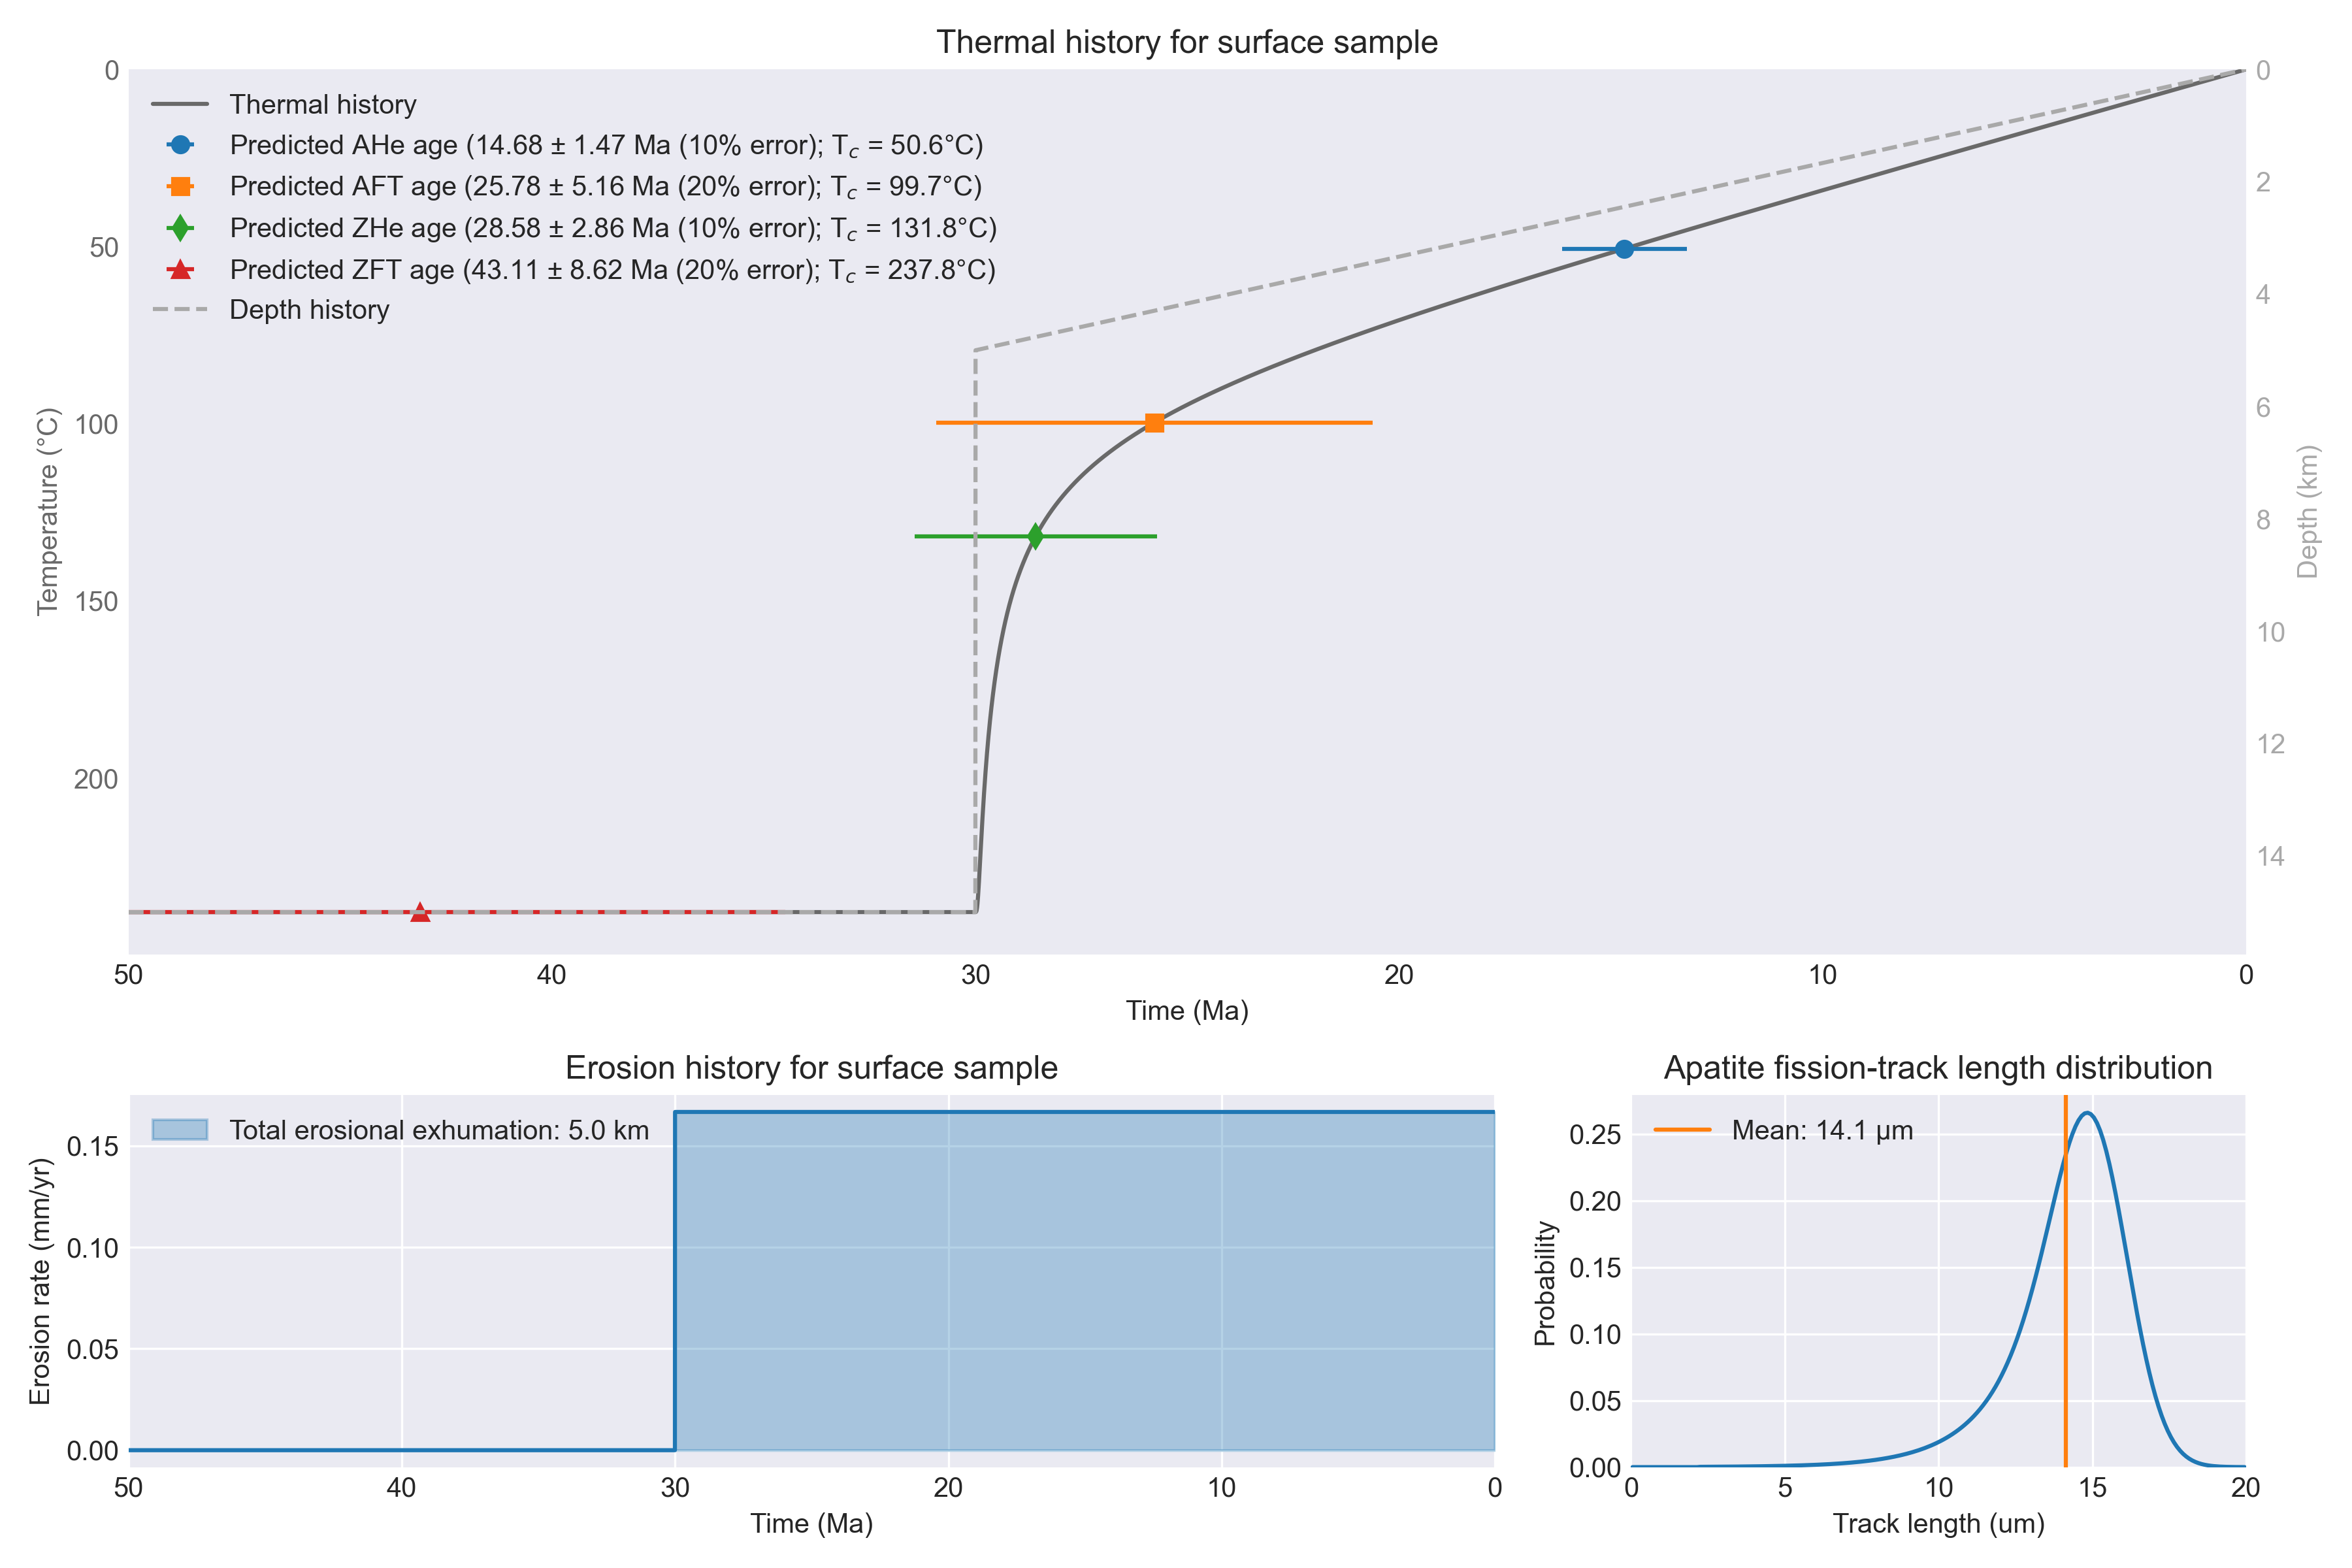 Thermal history for surface sample
Thermal history
Predicted AHe age (14.68 ± 1.47 Ma (10% error); Tc = 50.6°C)
Predicted AFT age (25.78 ± 5.16 Ma (20% error); Tc = 99.7°C)
Predicted ZHe age (28.58 ± 2.86 Ma (10% error); Tc = 131.8°C)
Predicted ZFT age (43.11 ± 8.62 Ma (20% error); Tc = 237.8°C)
Depth history
Temperature (°C)
0
50
100
150
200
Depth (km)
0
2
4
6
8
10
12
14
50 40 30 20 10 0
Time (Ma)
Erosion history for surface sample
Total erosional exhumation: 5.0 km
Erosion rate (mm/yr)
0.15
0.10
0.05
0.00
50 40 30 20 10 0
Time (Ma)
Apatite fission-track length distribution
Mean: 14.1 µm
Probability
0.25
0.20
0.15
0.10
0.05
0.00
0 5 10 15 20
Track length (um)